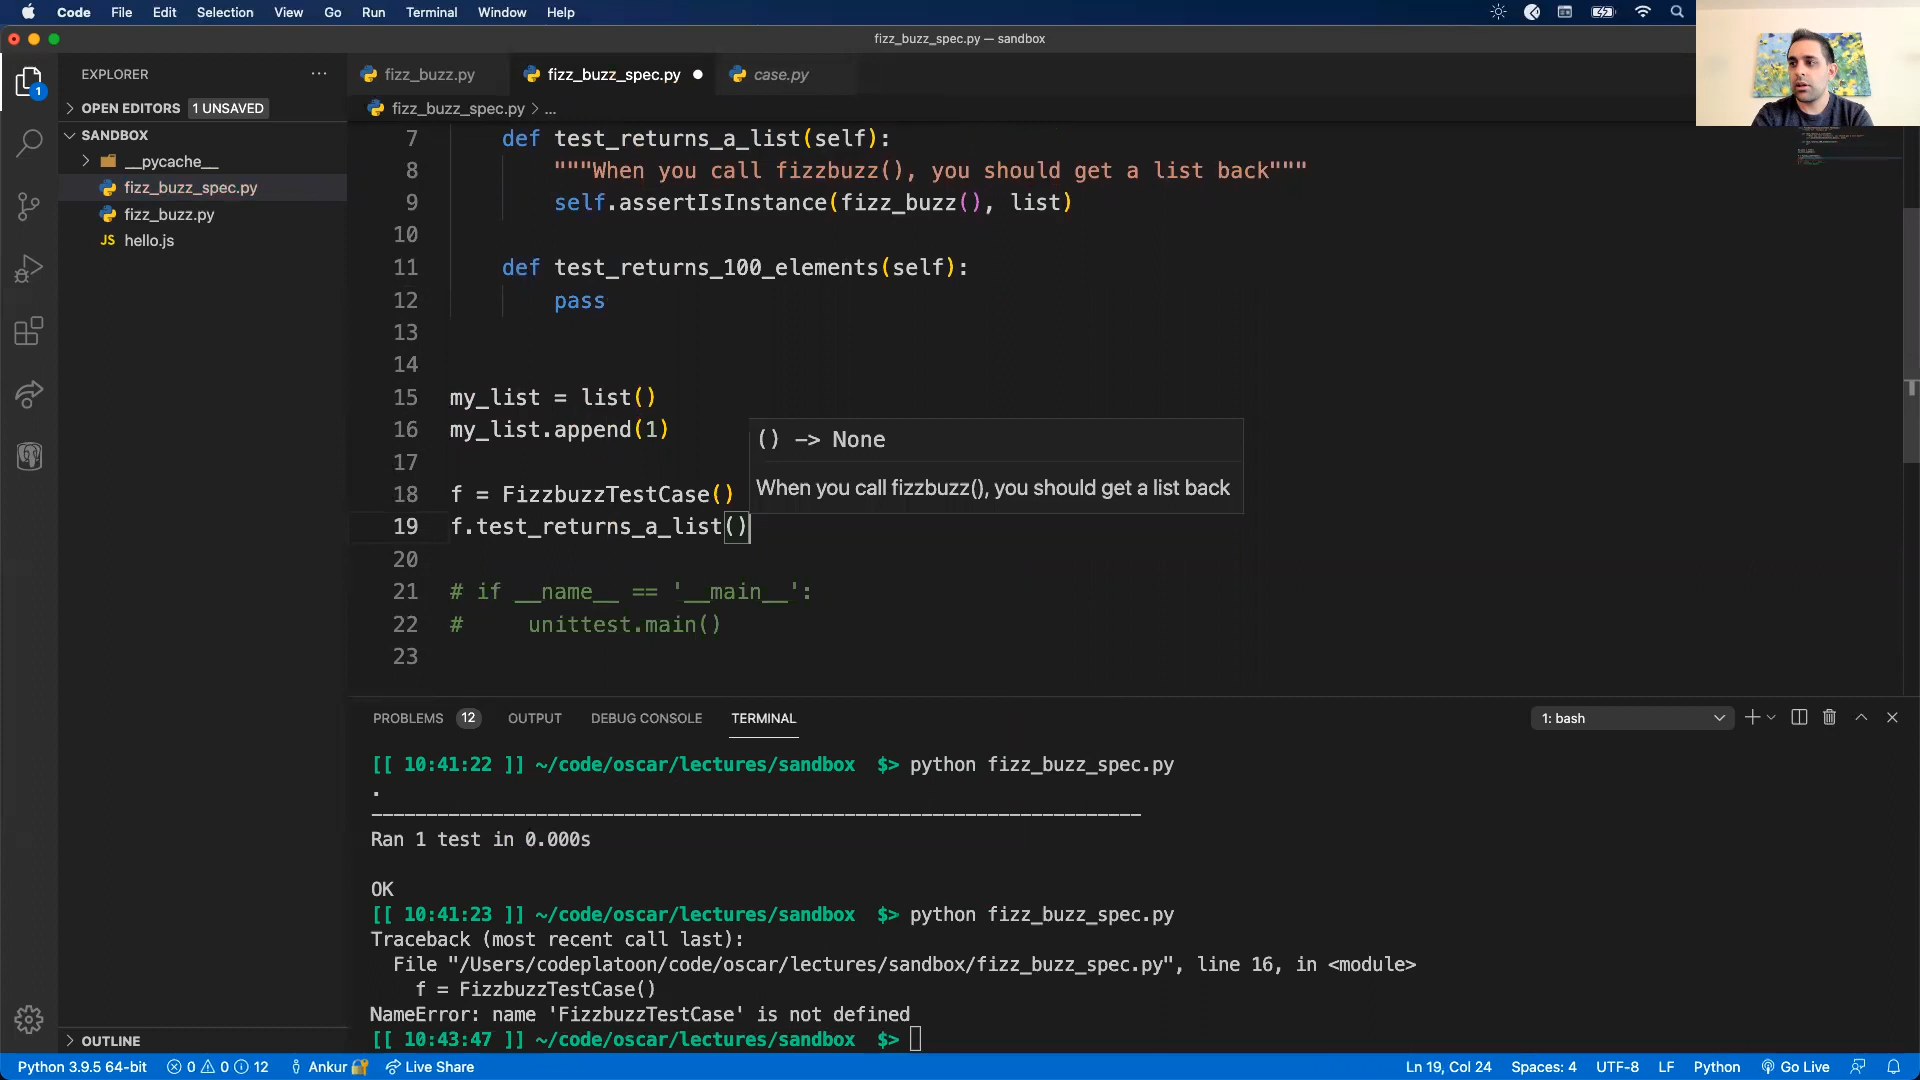 Code File Edit Selection View Go Run Terminal Window Help
fizz_buzz_spec.py — sandbox
EXPLORER ···
fizz_buzz.py fizz_buzz_spec.py case.py
OPEN EDITORS 1 UNSAVED
fizz_buzz_spec.py > ...
SANDBOX
__pycache__
fizz_buzz_spec.py
fizz_buzz.py
JS hello.js
1
7 def test_returns_a_list(self):
8 """When you call fizzbuzz(), you should get a list back"""
9 self.assertIsInstance(fizz_buzz(), list)
10
11 def test_returns_100_elements(self):
12 pass
13
14
15 my_list = list()
16 my_list.append(1)
17
18 f = FizzbuzzTestCase()
19 f.test_returns_a_list()
20
21 # if __name__ == '__main__':
22 #     unittest.main()
23
() -> None
When you call fizzbuzz(), you should get a list back
PROBLEMS 12 OUTPUT DEBUG CONSOLE TERMINAL 1: bash
[[ 10:41:22 ]] ~/code/oscar/lectures/sandbox $> python fizz_buzz_spec.py
.
----------------------------------------------------------------------
Ran 1 test in 0.000s
OK
[[ 10:41:23 ]] ~/code/oscar/lectures/sandbox $> python fizz_buzz_spec.py
Traceback (most recent call last):
File "/Users/codeplatoon/code/oscar/lectures/sandbox/fizz_buzz_spec.py", line 16, in <module>
f = FizzbuzzTestCase()
NameError: name 'FizzbuzzTestCase' is not defined
[[ 10:43:47 ]] ~/code/oscar/lectures/sandbox $>
OUTLINE
Python 3.9.5 64-bit 0 0 12 Ankur Live Share Ln 19, Col 24 Spaces: 4 UTF-8 LF Python Go Live